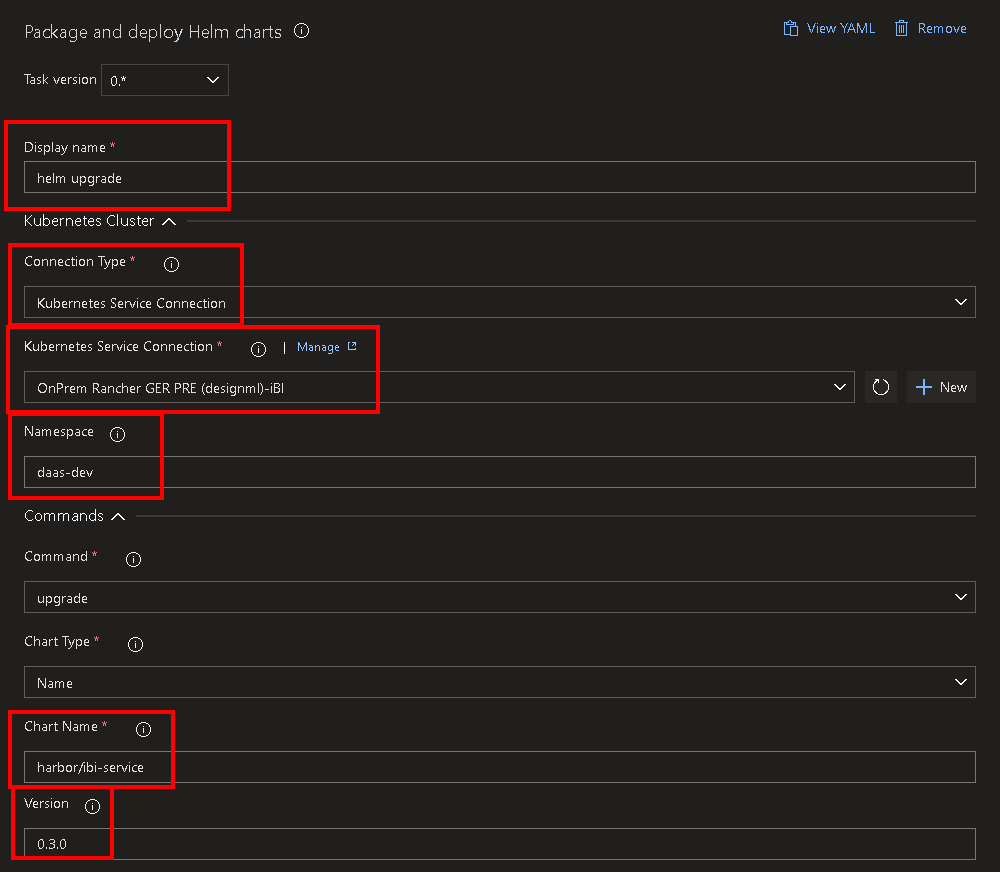 Package and deploy Helm charts
View YAML
Remove
Task version 0.*
Display name *
helm upgrade
Kubernetes Cluster
Connection Type *
Kubernetes Service Connection
Kubernetes Service Connection * | Manage
OnPrem Rancher GER PRE (designml)-iBI
New
Namespace
daas-dev
Commands
Command *
upgrade
Chart Type *
Name
Chart Name *
harbor/ibi-service
Version
0.3.0